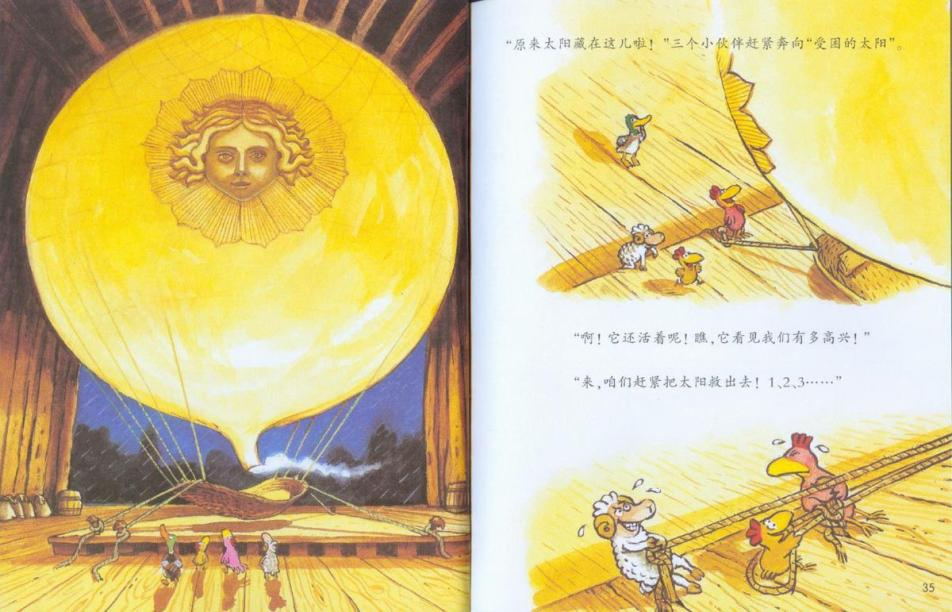 “原来太阳藏在这儿啦！”三个小伙伴赶紧奔向“受困的太阳”。
“啊！它还活着呢！瞧，它看见我们有多高兴！”
“来，咱们赶紧把太阳救出去！1、2、3……”
35